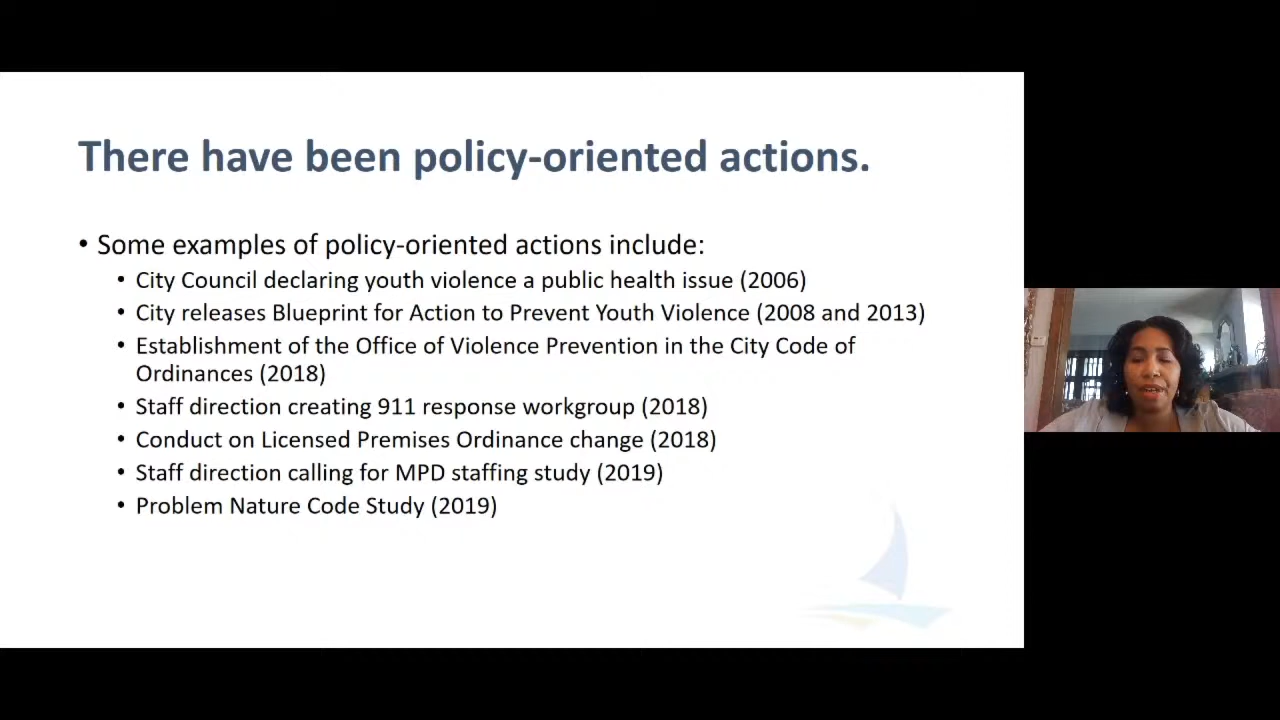 There have been policy-oriented actions.
• Some examples of policy-oriented actions include:
• City Council declaring youth violence a public health issue (2006)
• City releases Blueprint for Action to Prevent Youth Violence (2008 and 2013)
• Establishment of the Office of Violence Prevention in the City Code of
Ordinances (2018)
• Staff direction creating 911 response workgroup (2018)
• Conduct on Licensed Premises Ordinance change (2018)
• Staff direction calling for MPD staffing study (2019)
• Problem Nature Code Study (2019)